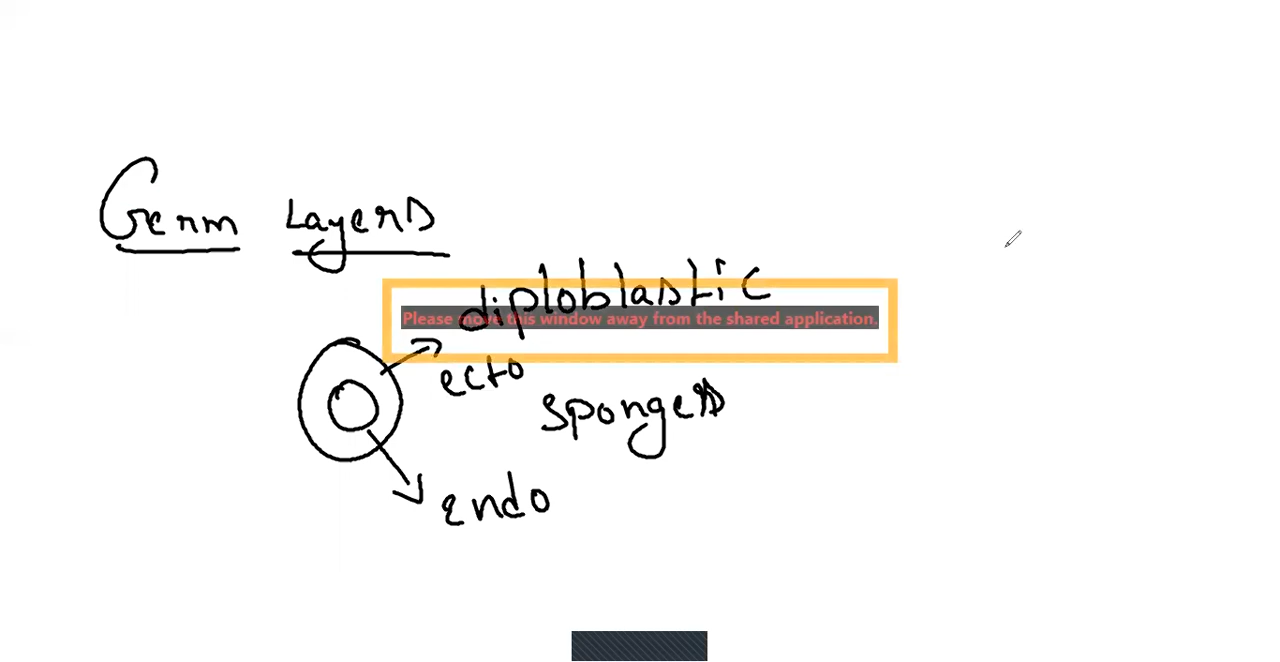 Germ Layers
diploblastic
Please move this window away from the shared application.
ecto
sponges
endo